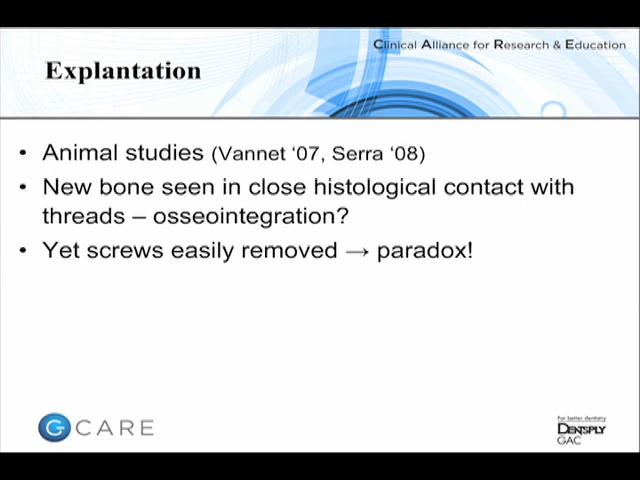 Clinical Alliance for Research & Education
Explantation
• Animal studies (Vannet ‘07, Serra ‘08)
• New bone seen in close histological contact with
threads – osseointegration?
• Yet screws easily removed → paradox!
G CARE
For better dentistry
DENTSPLY
GAC